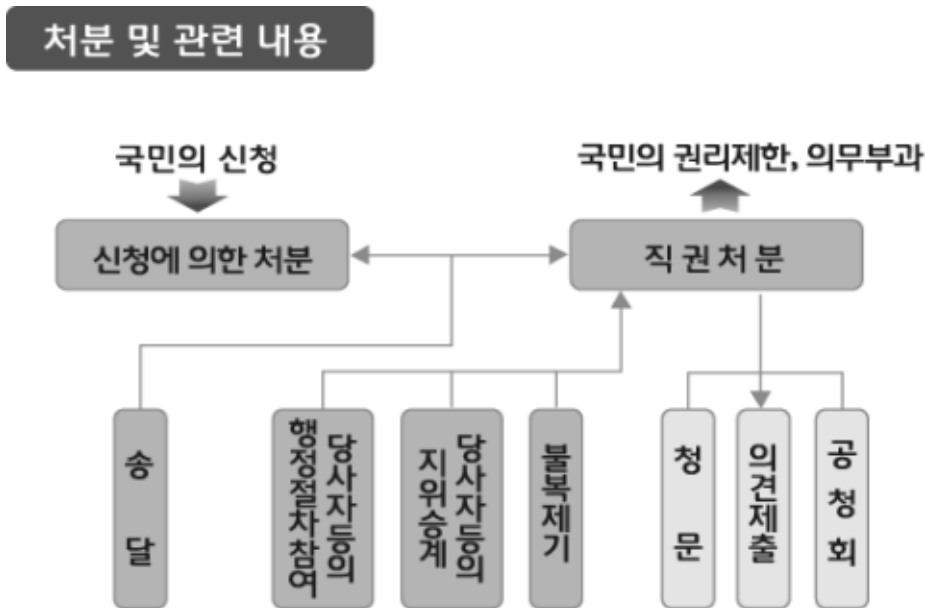 처분 및 관련 내용
국민의 신청
국민의 권리제한, 의무부과
신청에 의한 처분
직 권 처 분
송 달
당사자등의
행정절차참여
당사자등의
지위승계
불복제기
청 문
의견제출
공 청 회